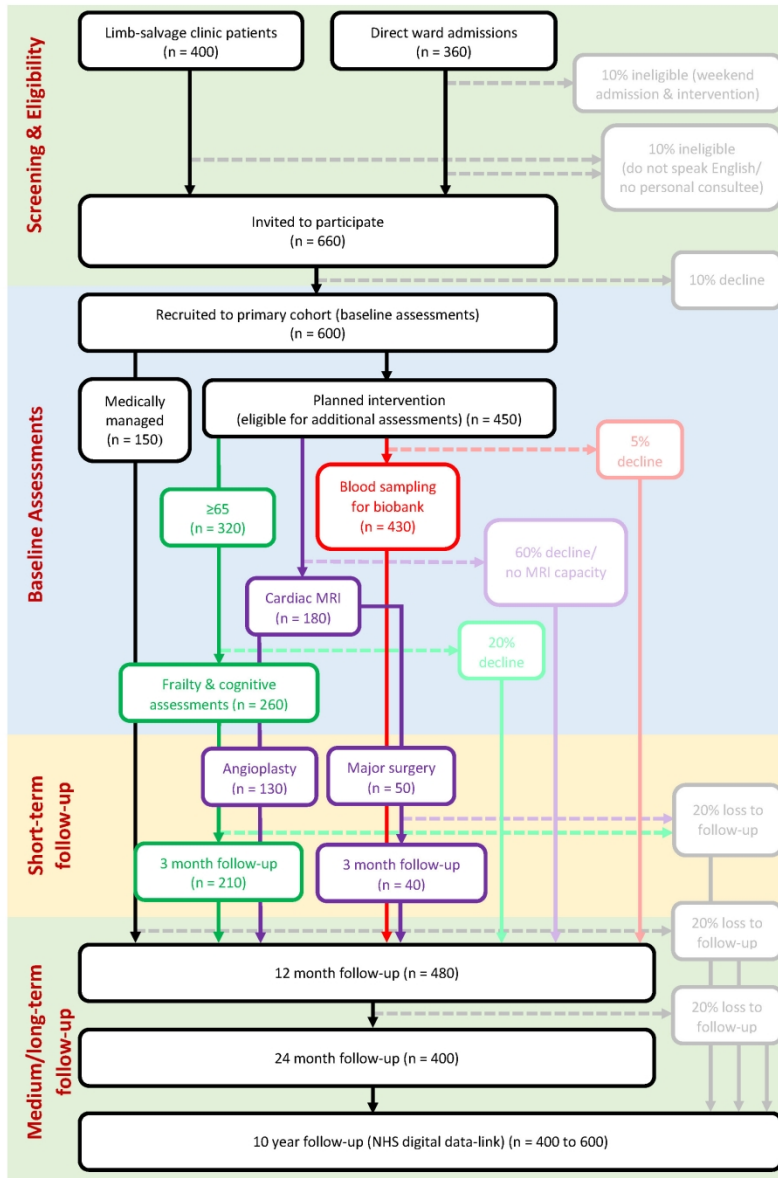 Screening & Eligibility
Limb-salvage clinic patients
(n = 400)
Direct ward admissions
(n = 360)
10% ineligible (weekend
admission & intervention)
10% ineligible
(do not speak English/
no personal consultee)
Invited to participate
(n = 660)
10% decline
Baseline Assessments
Recruited to primary cohort (baseline assessments)
(n = 600)
Medically
managed
(n = 150)
Planned intervention
(eligible for additional assessments) (n = 450)
5%
decline
≥65
(n = 320)
Blood sampling
for biobank
(n = 430)
60% decline/
no MRI capacity
Cardiac MRI
(n = 180)
20%
decline
Frailty & cognitive
assessments (n = 260)
Short-term
follow-up
Angioplasty
(n = 130)
Major surgery
(n = 50)
20% loss to
follow-up
3 month follow-up
(n = 210)
3 month follow-up
(n = 40)
Medium/long-term
follow-up
20% loss to
follow-up
12 month follow-up (n = 480)
20% loss to
follow-up
24 month follow-up (n = 400)
10 year follow-up (NHS digital data-link) (n = 400 to 600)